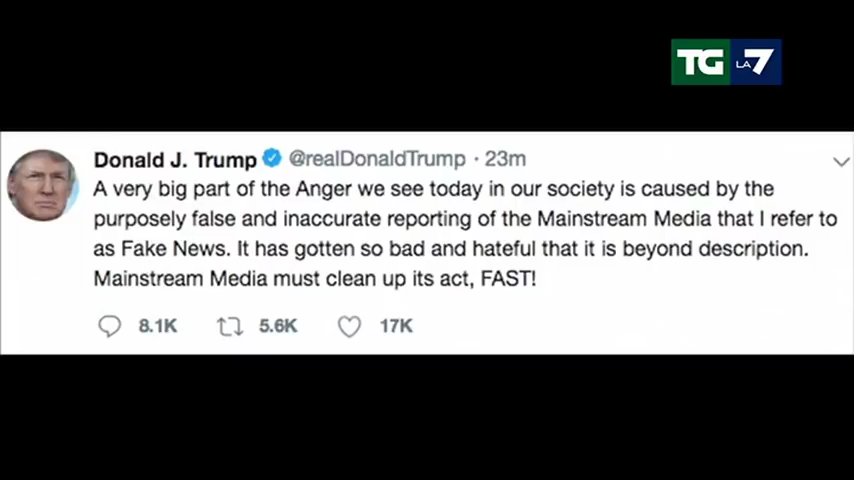 TG LA 7
Donald J. Trump @realDonaldTrump · 23m
A very big part of the Anger we see today in our society is caused by the
purposely false and inaccurate reporting of the Mainstream Media that I refer to
as Fake News. It has gotten so bad and hateful that it is beyond description.
Mainstream Media must clean up its act, FAST!
8.1K 5.6K 17K